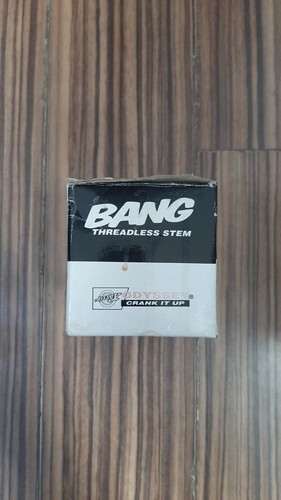 BANG
THREADLESS STEM
ODYSSEY®
CRANK IT UP